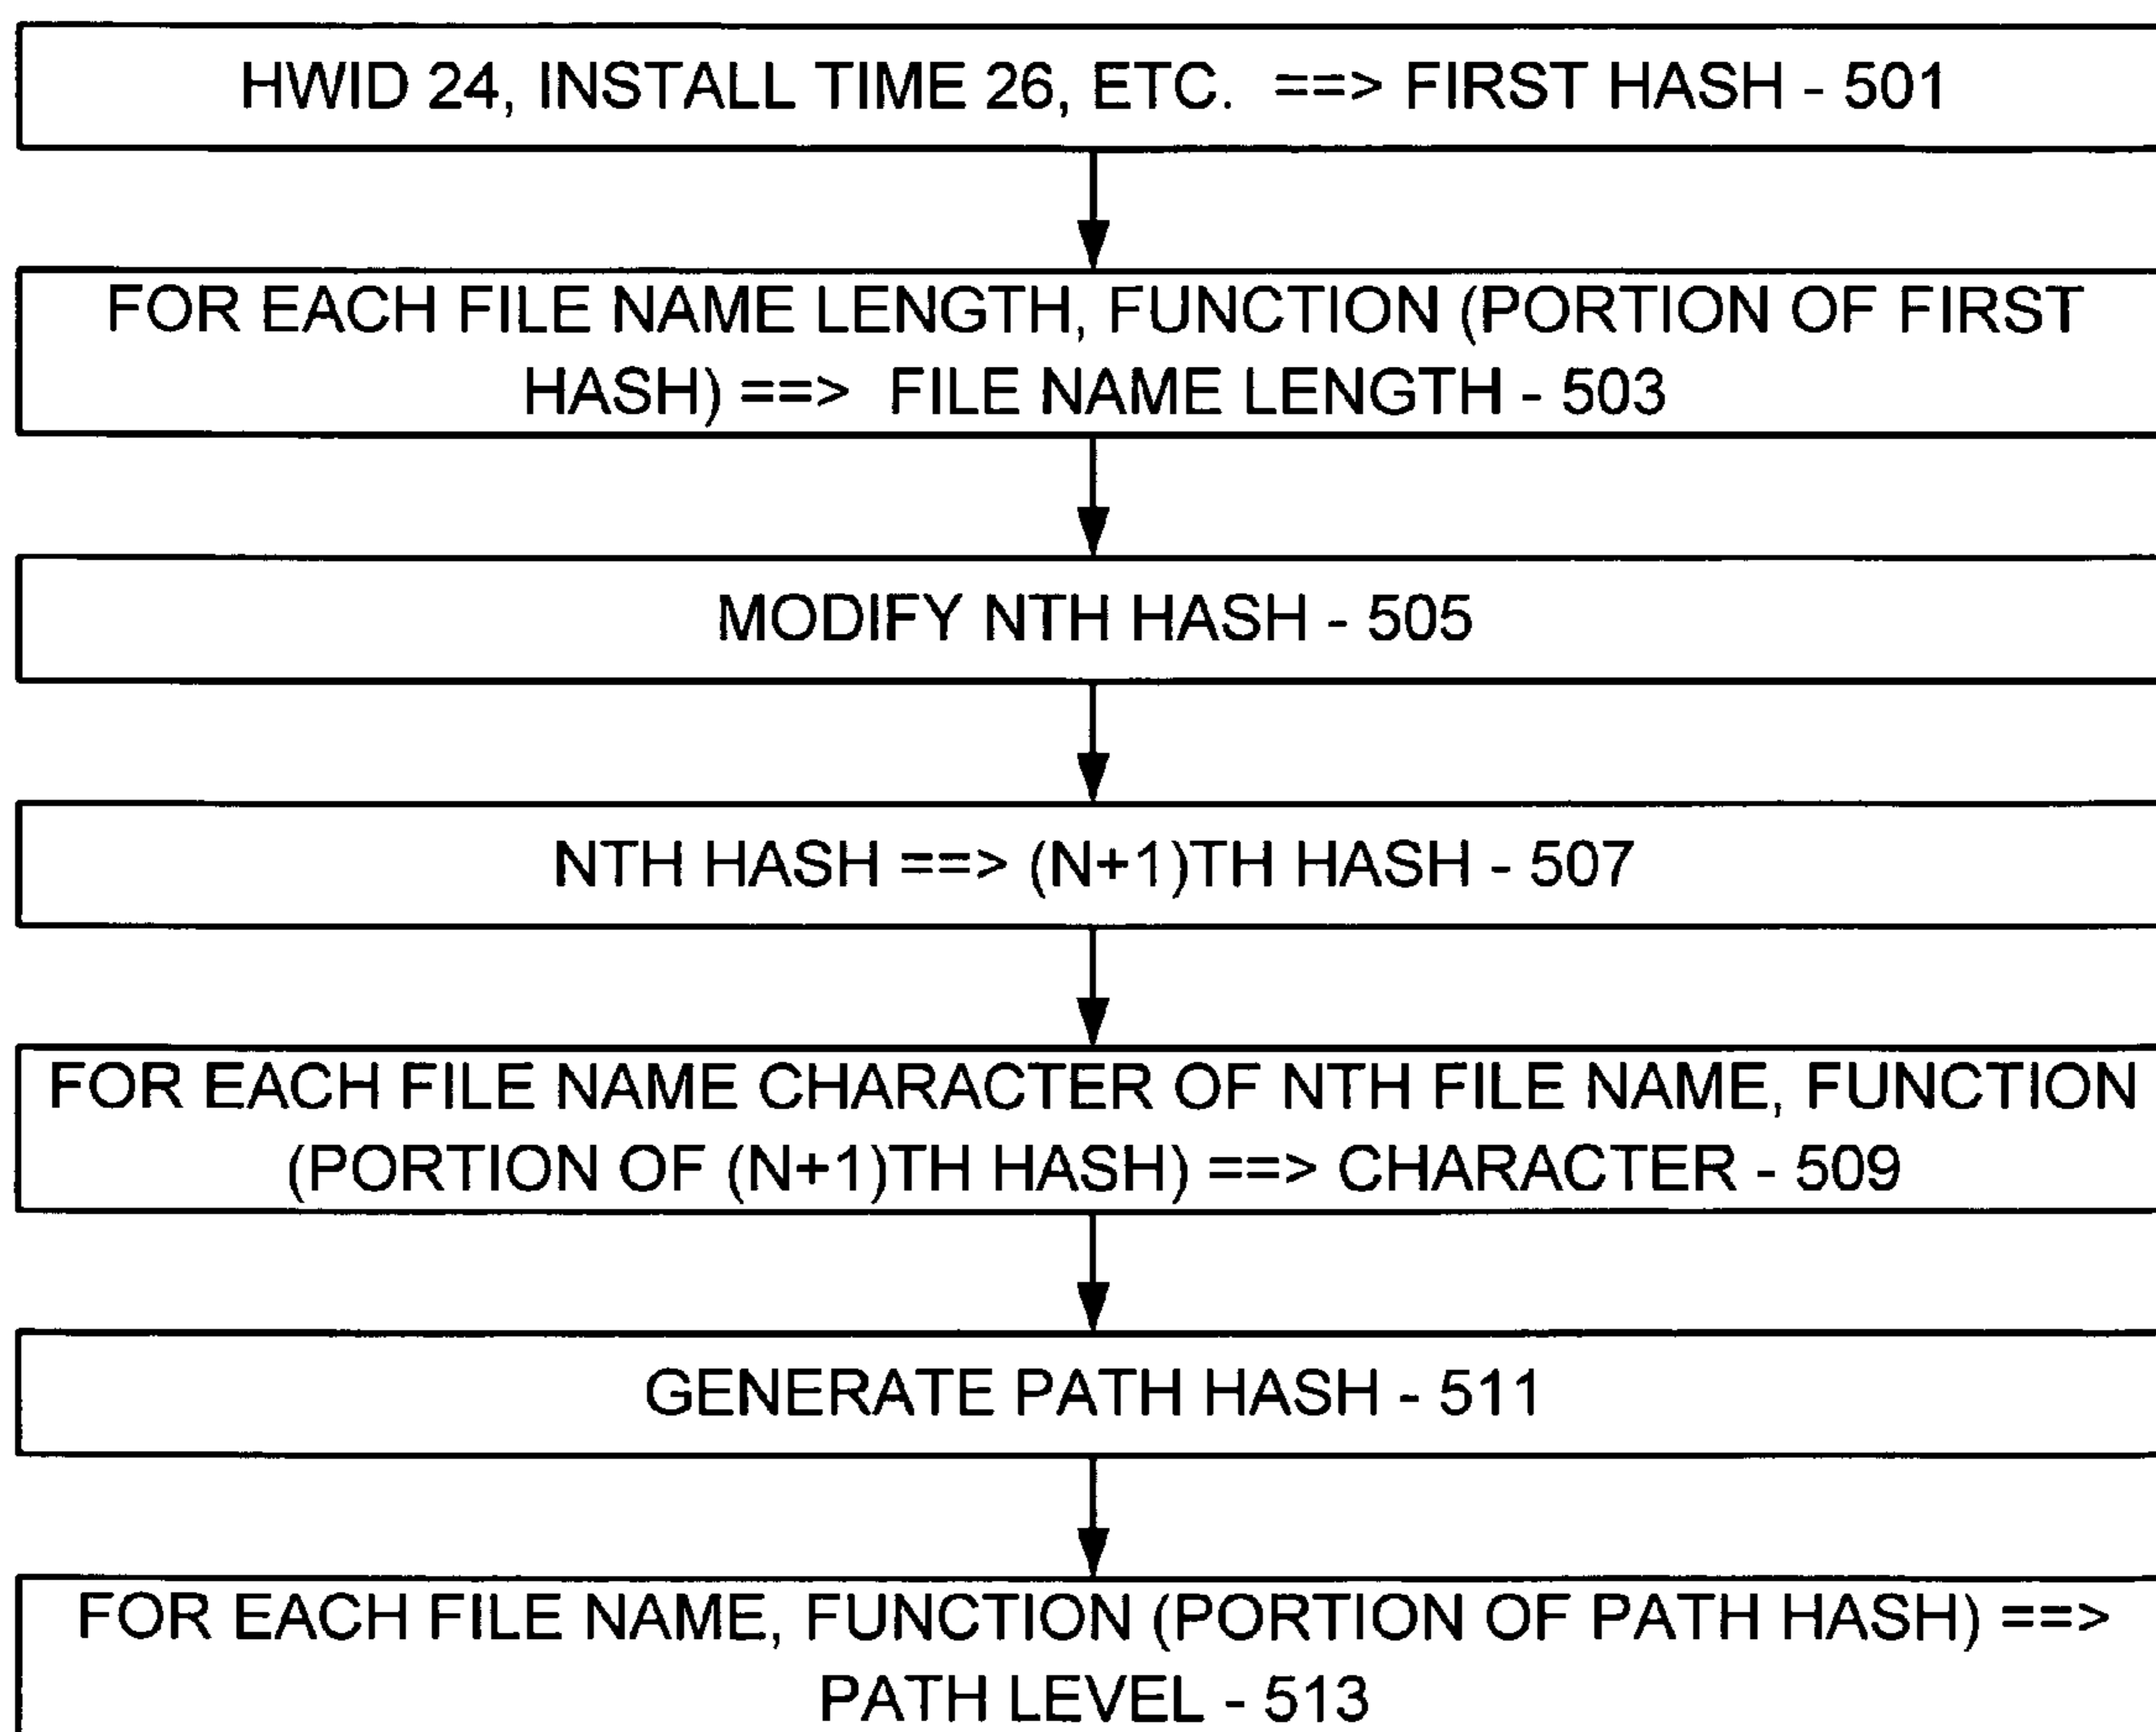 HWID 24, INSTALL TIME 26, ETC. ==> FIRST HASH - 501
FOR EACH FILE NAME LENGTH, FUNCTION (PORTION OF FIRST
HASH) ==> FILE NAME LENGTH - 503
MODIFY NTH HASH - 505
NTH HASH ==> (N+1)TH HASH - 507
FOR EACH FILE NAME CHARACTER OF NTH FILE NAME, FUNCTION
(PORTION OF (N+1)TH HASH) ==> CHARACTER - 509
GENERATE PATH HASH - 511
FOR EACH FILE NAME, FUNCTION (PORTION OF PATH HASH) ==>
PATH LEVEL - 513